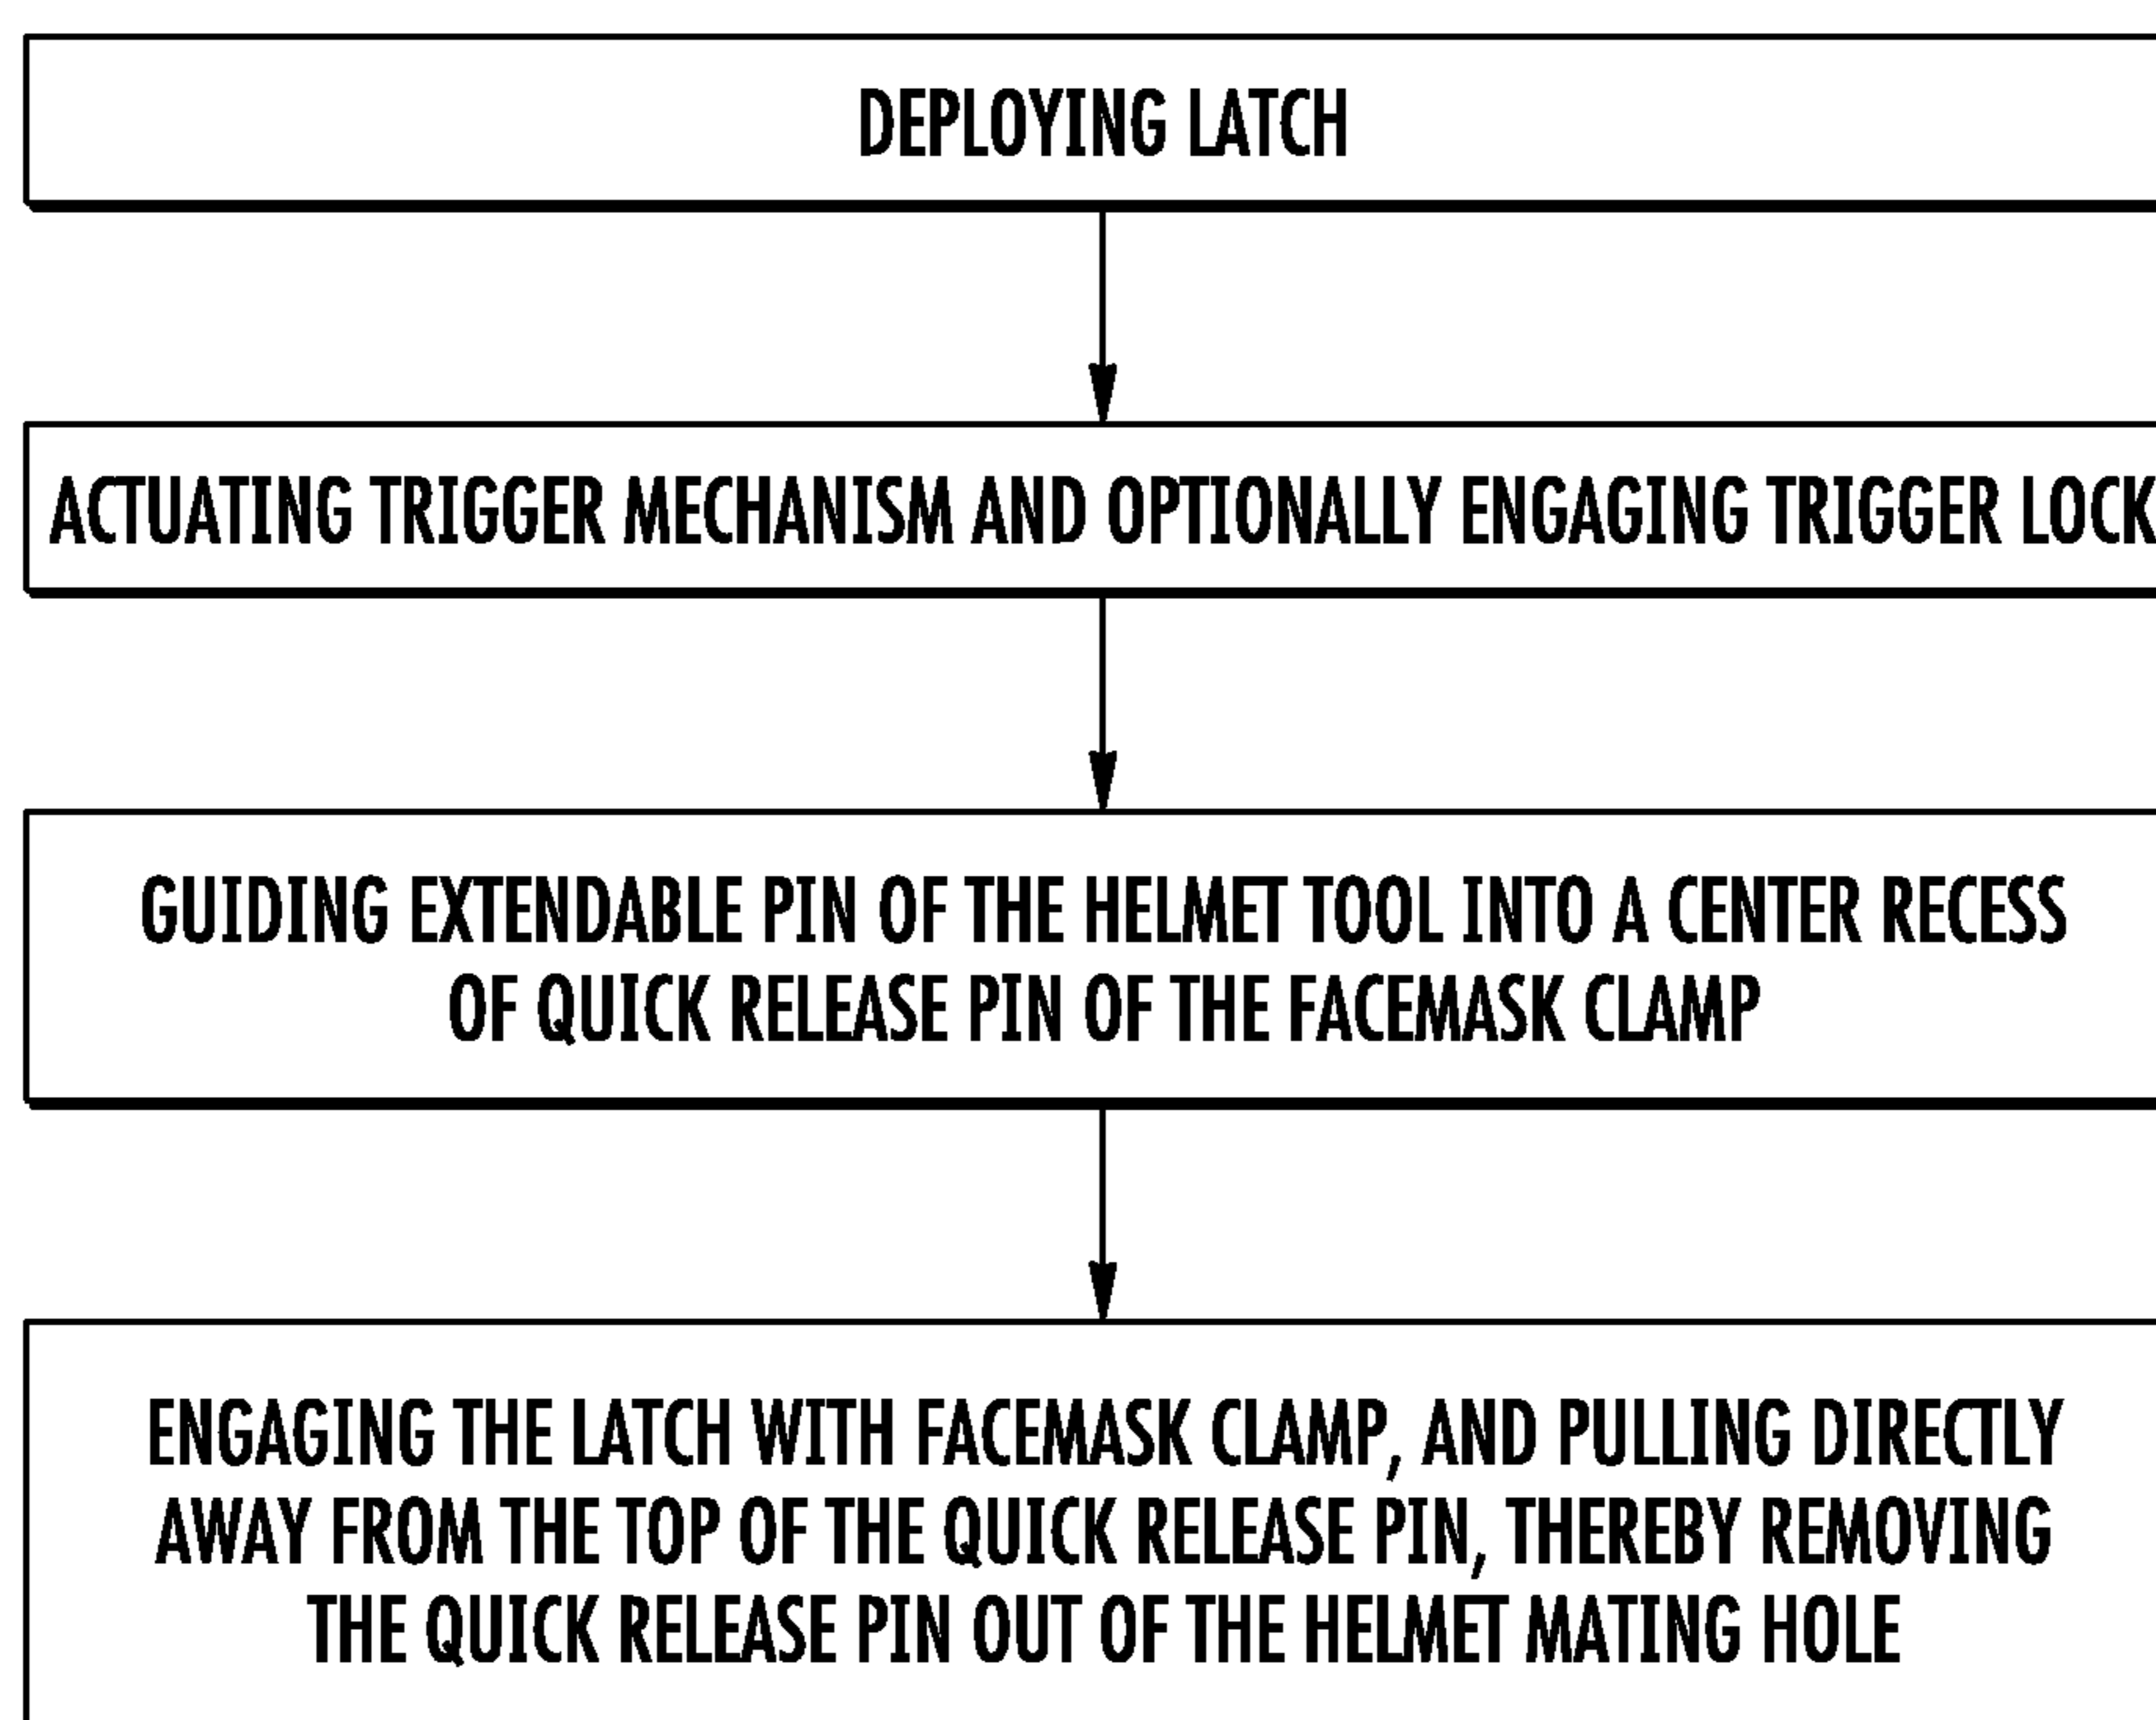 DEPLOYING LATCH
ACTUATING TRIGGER MECHANISM AND OPTIONALLY ENGAGING TRIGGER LOCK
GUIDING EXTENDABLE PIN OF THE HELMET TOOL INTO A CENTER RECESS
OF QUICK RELEASE PIN OF THE FACEMASK CLAMP
ENGAGING THE LATCH WITH FACEMASK CLAMP, AND PULLING DIRECTLY
AWAY FROM THE TOP OF THE QUICK RELEASE PIN, THEREBY REMOVING
THE QUICK RELEASE PIN OUT OF THE HELMET MATING HOLE